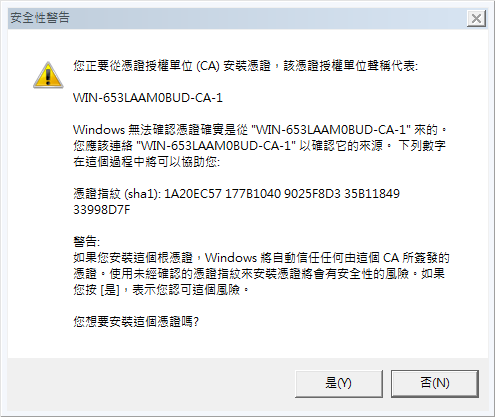 安全性警告
您正要從憑證授權單位 (CA) 安裝憑證，該憑證授權單位聲稱代表:
WIN-653LAAM0BUD-CA-1
Windows 無法確認憑證確實是從 "WIN-653LAAM0BUD-CA-1" 來的。
您應該連絡 "WIN-653LAAM0BUD-CA-1" 以確認它的來源。 下列數字
在這個過程中將可以協助您:
憑證指紋 (sha1): 1A20EC57 177B1040 9025F8D3 35B11849
33998D7F
警告:
如果您安裝這個根憑證，Windows 將自動信任任何由這個 CA 所簽發的
憑證。使用未經確認的憑證指紋來安裝憑證將會有安全性的風險。如果
您按 [是]，表示您認可這個風險。
您想要安裝這個憑證嗎?
是(Y)
否(N)